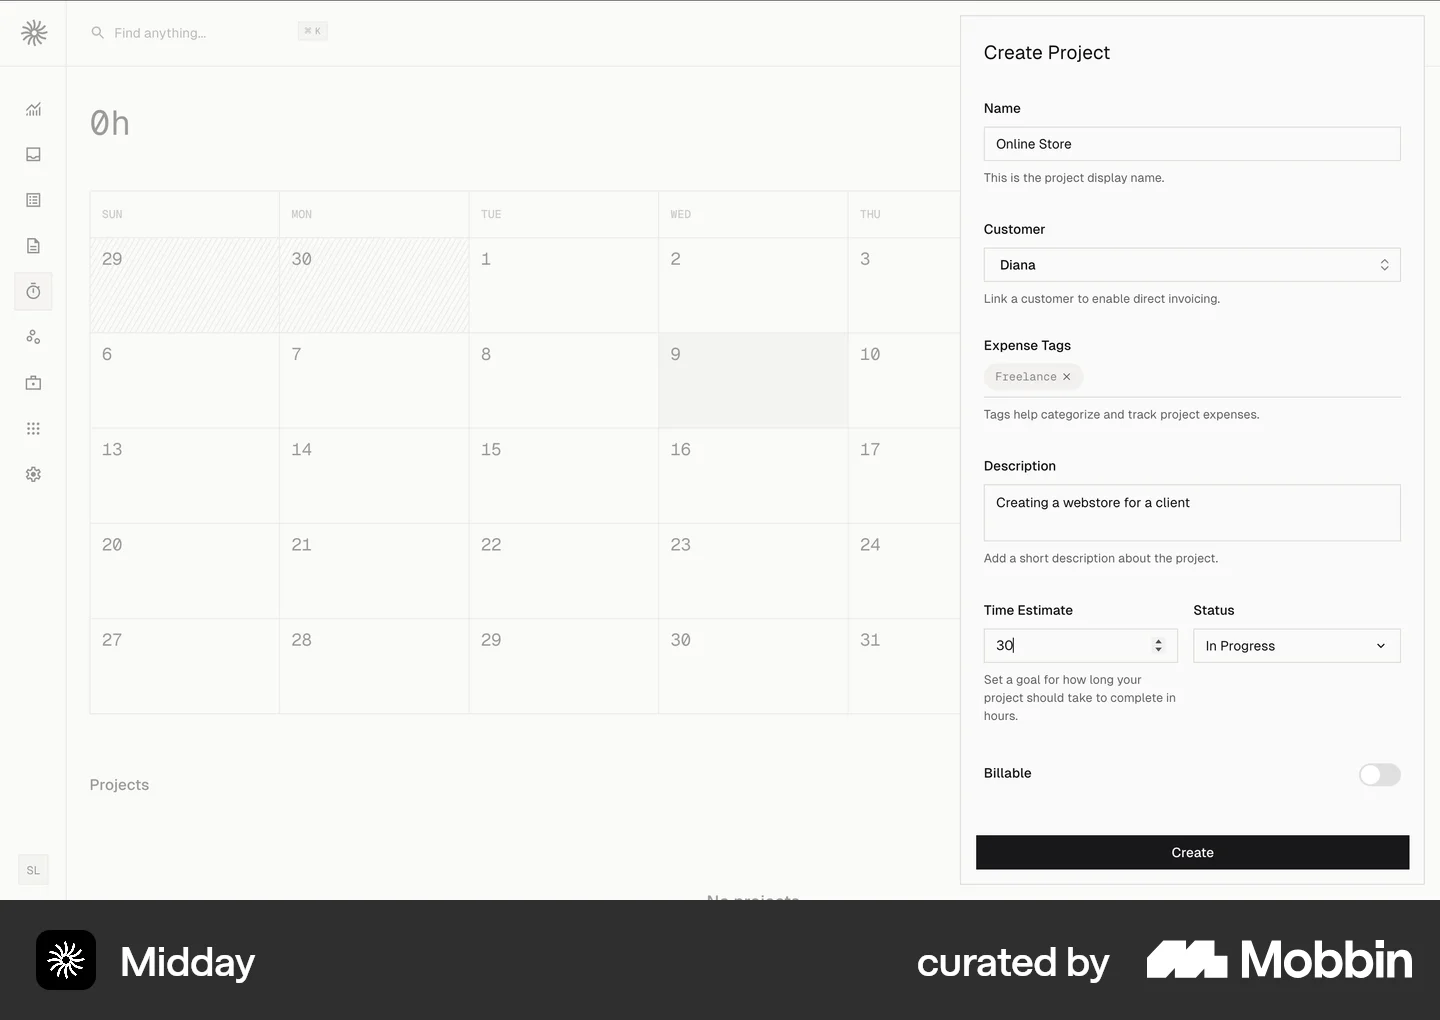 Find anything...
⌘ K
0h
SUN MON TUE WED THU
29 30 1 2 3
6 7 8 9 10
13 14 15 16 17
20 21 22 23 24
27 28 29 30 31
Projects
No projects
SL
Create Project
Name
Online Store
This is the project display name.
Customer
Diana
Link a customer to enable direct invoicing.
Expense Tags
Freelance
Tags help categorize and track project expenses.
Description
Creating a webstore for a client
Add a short description about the project.
Time Estimate
30
Set a goal for how long your
project should take to complete in
hours.
Status
In Progress
Billable
Create
Midday
curated by
Mobbin